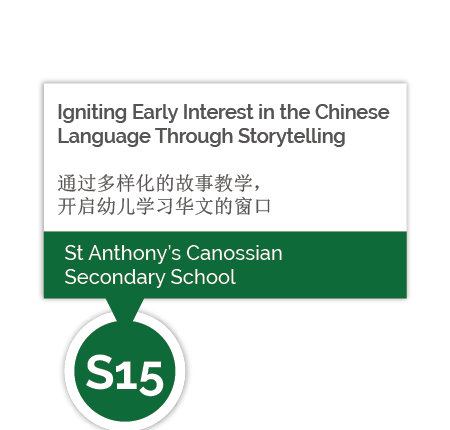 Igniting Early Interest in the Chinese
Language Through Storytelling
通过多样化的故事教学，
开启幼儿学习华文的窗口
St Anthony’s Canossian
Secondary School
S15